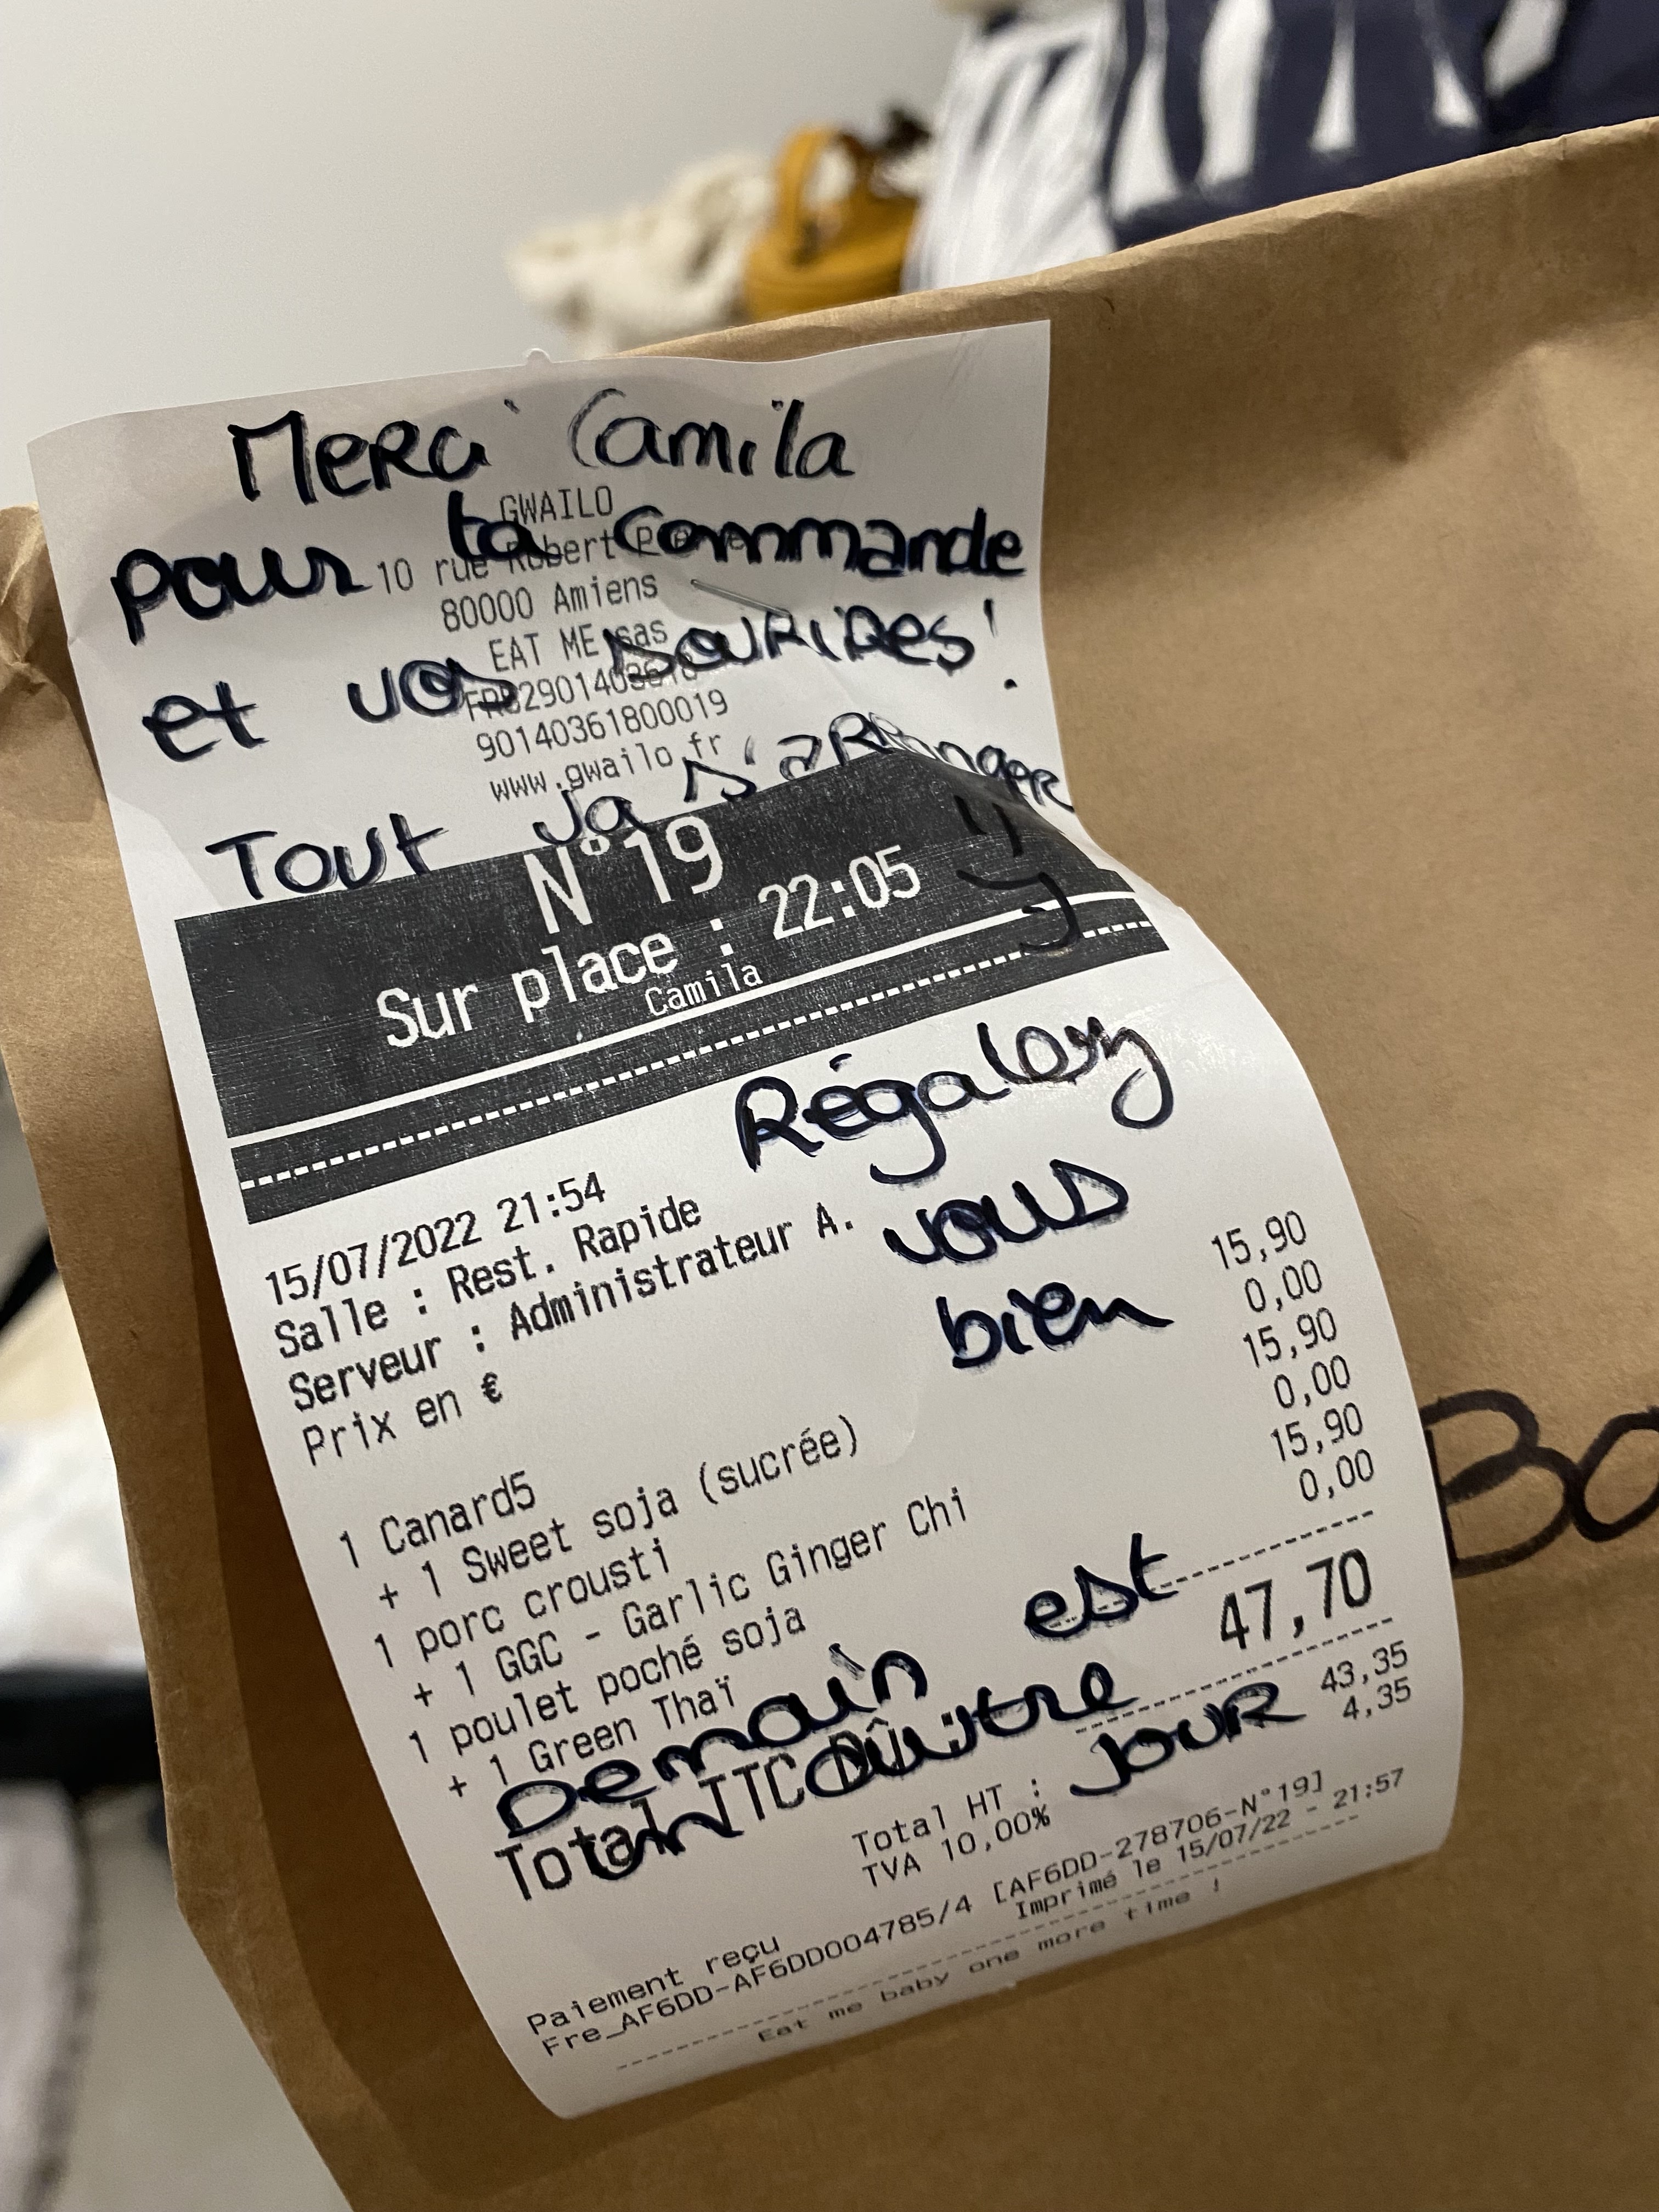 Merci Camila
pour ta commande
et vos sourires!
Tout va s'arranger
GWAILO
10 rue Robert
80000 Amiens
EAT ME sas
90140361800019
www.gwailo.fr
N°19
Sur place : 22:05
Camila
Régalez
vous
bien
15/07/2022 21:54
Salle : Rest. Rapide
Serveur : Administrateur A.
Prix en €
1 Canard5 15,90
+ 1 Sweet soja (sucrée) 0,00
1 porc crousti 15,90
+ 1 GGC - Garlic Ginger Chi 0,00
1 poulet poché soja 15,90
+ 1 Green Thaï 0,00
Demain est
un autre
jour
Total TTC DÛ : 47,70
Total HT : 43,35
TVA 10,00% 4,35
Paiement reçu
Fre_AF6DD-AF6DD004785/4 [AF6DD-278706-N°19]
Imprimé le 15/07/22 - 21:57
Eat me baby one more time !
Bo